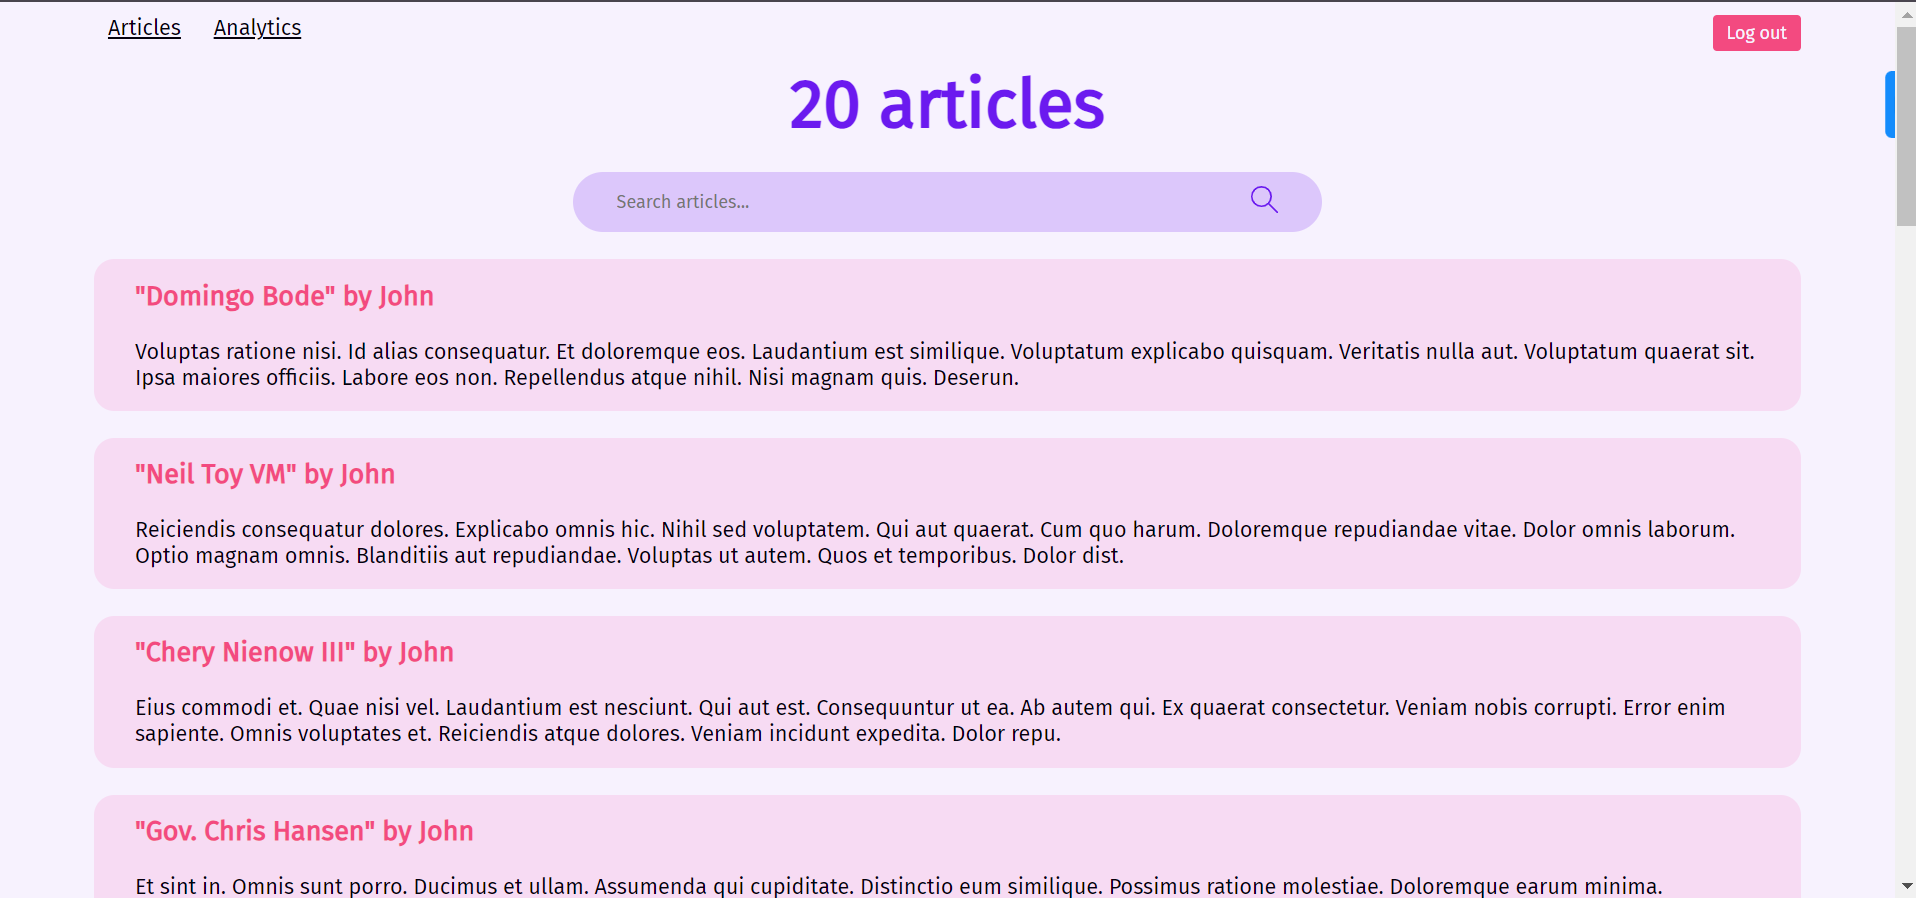 Articles Analytics Log out
20 articles
Search articles...
"Domingo Bode" by John
Voluptas ratione nisi. Id alias consequatur. Et doloremque eos. Laudantium est similique. Voluptatum explicabo quisquam. Veritatis nulla aut. Voluptatum quaerat sit.
Ipsa maiores officiis. Labore eos non. Repellendus atque nihil. Nisi magnam quis. Deserun.
"Neil Toy VM" by John
Reiciendis consequatur dolores. Explicabo omnis hic. Nihil sed voluptatem. Qui aut quaerat. Cum quo harum. Doloremque repudiandae vitae. Dolor omnis laborum.
Optio magnam omnis. Blanditiis aut repudiandae. Voluptas ut autem. Quos et temporibus. Dolor dist.
"Chery Nienow III" by John
Eius commodi et. Quae nisi vel. Laudantium est nesciunt. Qui aut est. Consequuntur ut ea. Ab autem qui. Ex quaerat consectetur. Veniam nobis corrupti. Error enim
sapiente. Omnis voluptates et. Reiciendis atque dolores. Veniam incidunt expedita. Dolor repu.
"Gov. Chris Hansen" by John
Et sint in. Omnis sunt porro. Ducimus et ullam. Assumenda qui cupiditate. Distinctio eum similique. Possimus ratione molestiae. Doloremque earum minima.